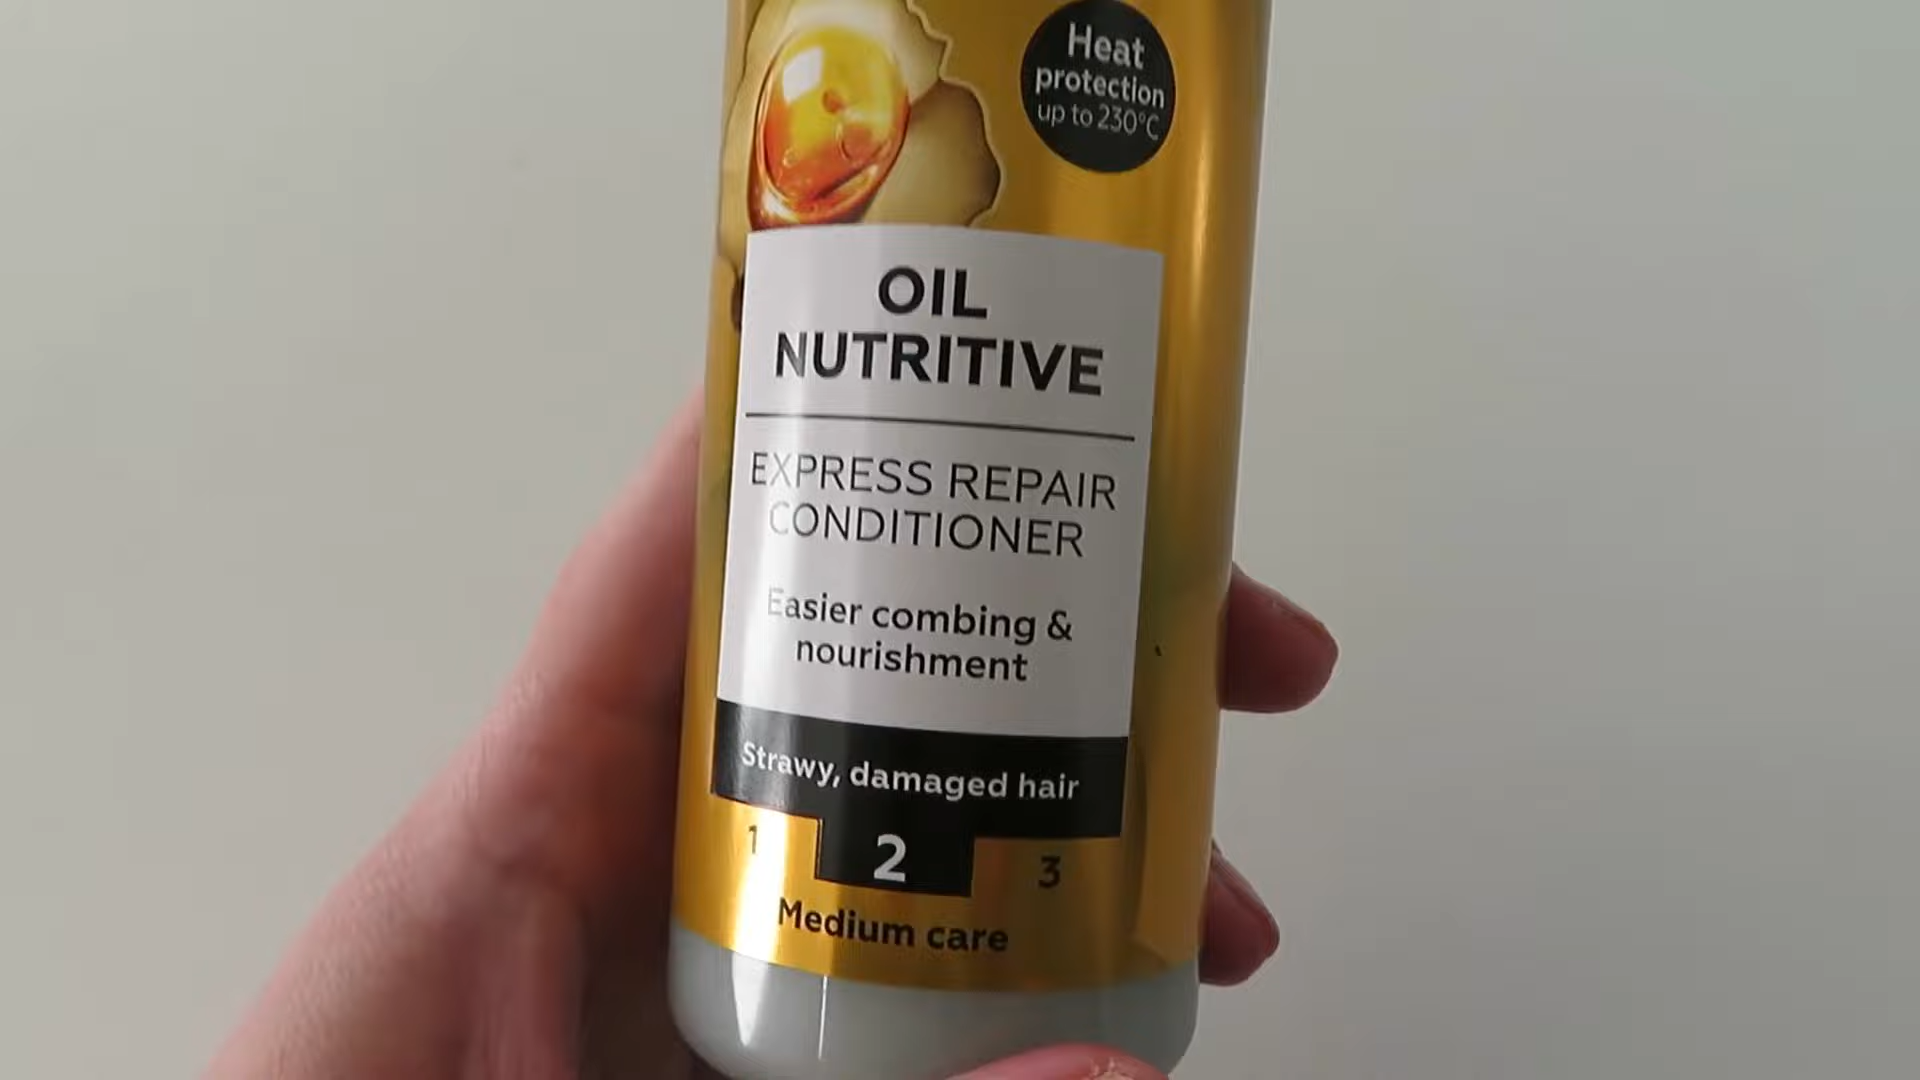 Heat
protection
up to 230°C
OIL
NUTRITIVE
EXPRESS REPAIR
CONDITIONER
Easier combing &
nourishment
Strawy, damaged hair
1 2 3
Medium care